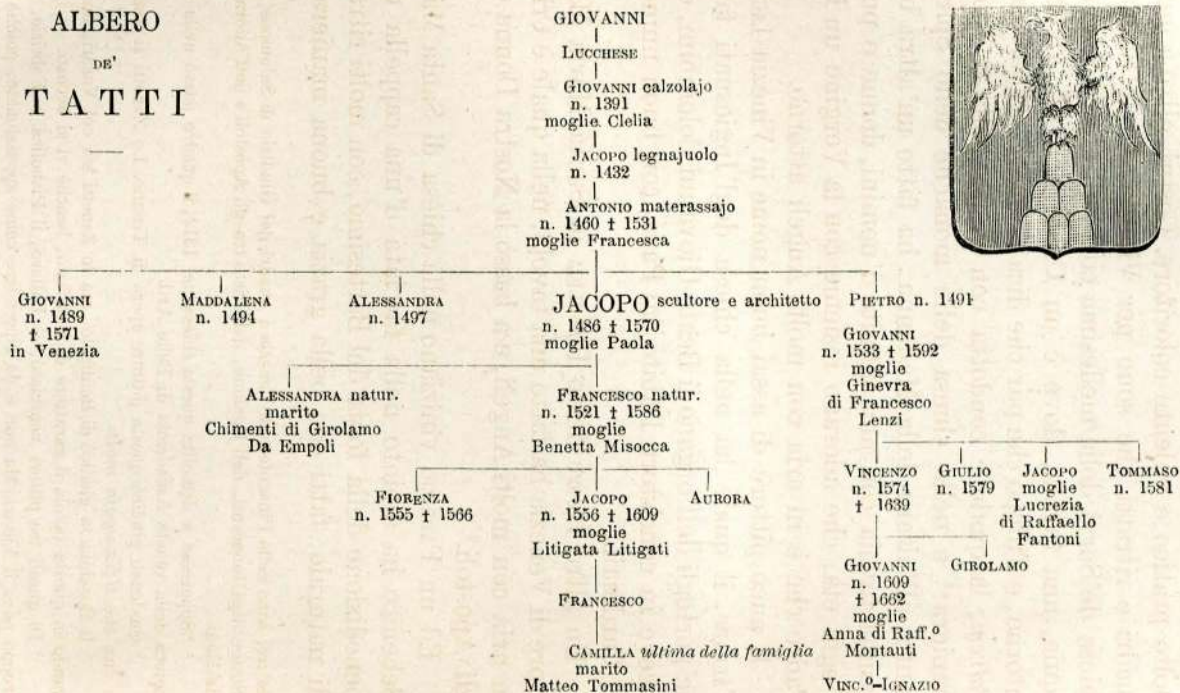 ALBERO
DE'
TATTI
GIOVANNI
LUCCHESE
GIOVANNI calzolajo
n. 1391
moglie Clelia
JACOPO legnajuolo
n. 1432
ANTONIO materassajo
n. 1460 † 1531
moglie Francesca
GIOVANNI
n. 1489
† 1571
in Venezia
MADDALENA
n. 1494
ALESSANDRA
n. 1497
JACOPO scultore e architetto
n. 1486 † 1570
moglie Paola
PIETRO n. 1491
GIOVANNI
n. 1533 † 1592
moglie
Ginevra
di Francesco
Lenzi
ALESSANDRA natur.
marito
Chimenti di Girolamo
Da Empoli
FRANCESCO natur.
n. 1521 † 1586
moglie
Benetta Misocca
VINCENZO
n. 1574
† 1639
GIULIO
n. 1579
JACOPO
moglie
Lucrezia
di Raffaello
Fantoni
TOMMASO
n. 1581
FIORENZA
n. 1555 † 1566
JACOPO
n. 1556 † 1609
moglie
Litigata Litigati
AURORA
GIOVANNI
n. 1609
† 1662
moglie
Anna di Raff.º
Montauti
GIROLAMO
FRANCESCO
CAMILLA ultima della famiglia
marito
Matteo Tommasini
VINC.º-IGNAZIO